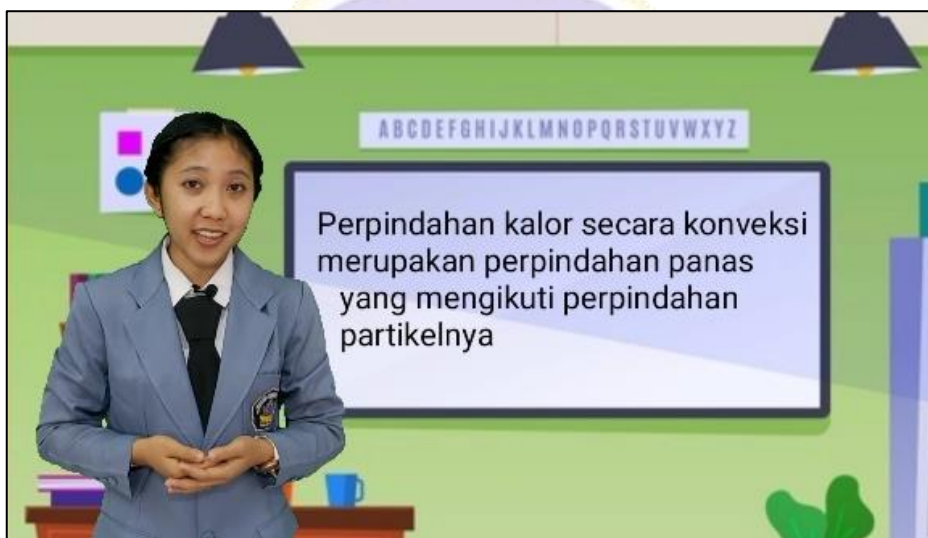 ABCDEFGHIJKLMNOPQRSTUVWXYZ
Perpindahan kalor secara konveksi
merupakan perpindahan panas
yang mengikuti perpindahan
partikelnya